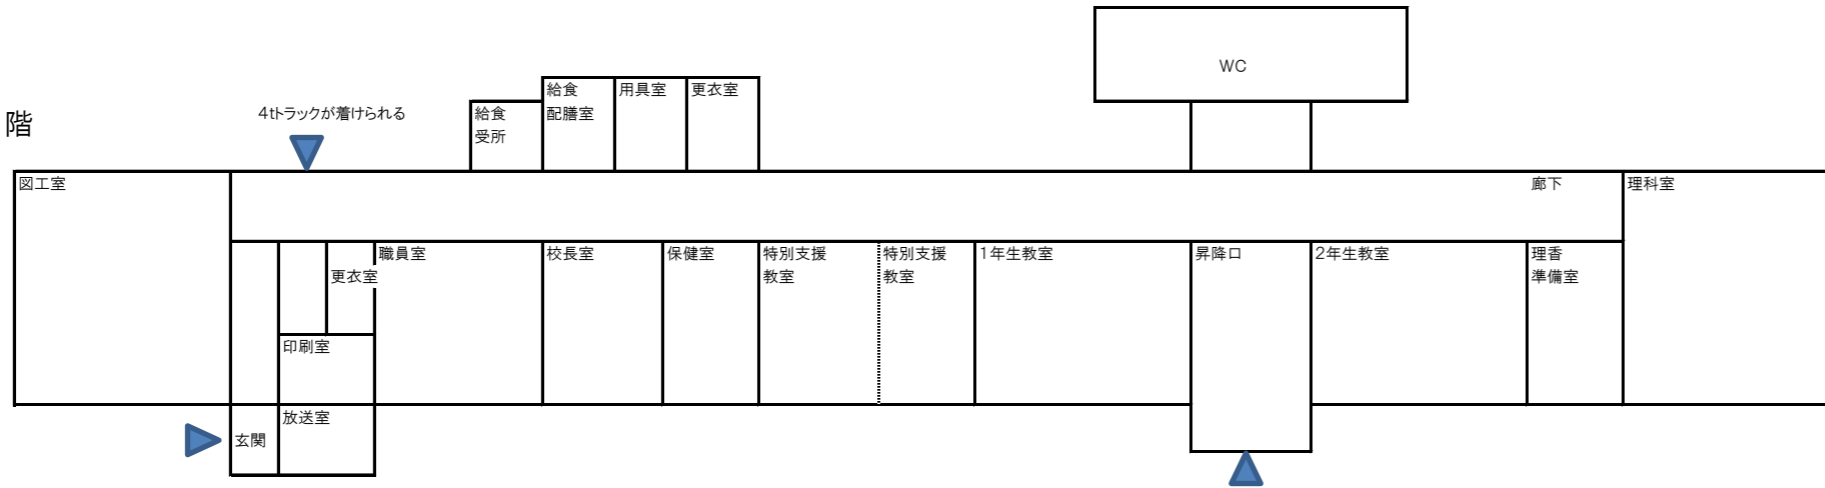 WC
給食
配膳室
用具室
更衣室
4tトラックが着けられる
給食
受所
階
図工室
廊下
理科室
職員室
校長室
保健室
特別支援
教室
特別支援
教室
1年生教室
昇降口
2年生教室
理香
準備室
更衣室
印刷室
放送室
玄関